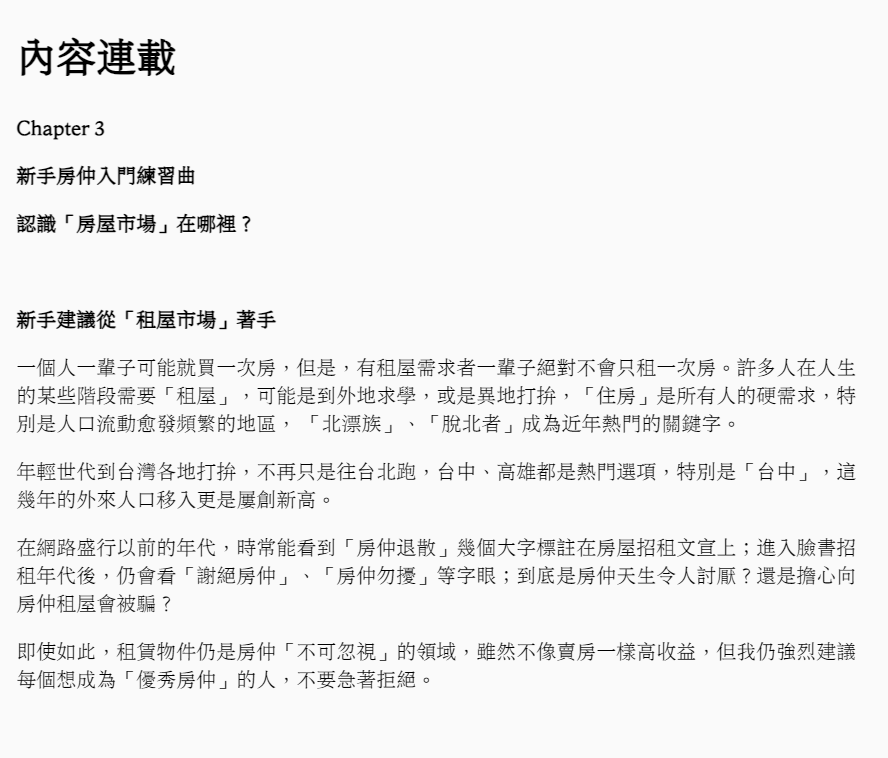 內容連載
Chapter 3
新手房仲入門練習曲
認識「房屋市場」在哪裡？
新手建議從「租屋市場」著手
一個人一輩子可能就買一次房，但是，有租屋需求者一輩子絕對不會只租一次房。許多人在人生
的某些階段需要「租屋」，可能是到外地求學，或是異地打拚，「住房」是所有人的硬需求，特
別是人口流動愈發頻繁的地區， 「北漂族」、「脫北者」成為近年熱門的關鍵字。
年輕世代到台灣各地打拚，不再只是往台北跑，台中、高雄都是熱門選項，特別是「台中」，這
幾年的外來人口移入更是屢創新高。
在網路盛行以前的年代，時常能看到「房仲退散」幾個大字標註在房屋招租文宣上；進入臉書招
租年代後，仍會看「謝絕房仲」、「房仲勿擾」等字眼；到底是房仲天生令人討厭？還是擔心向
房仲租屋會被騙？
即使如此，租賃物件仍是房仲「不可忽視」的領域，雖然不像賣房一樣高收益，但我仍強烈建議
每個想成為「優秀房仲」的人，不要急著拒絕。